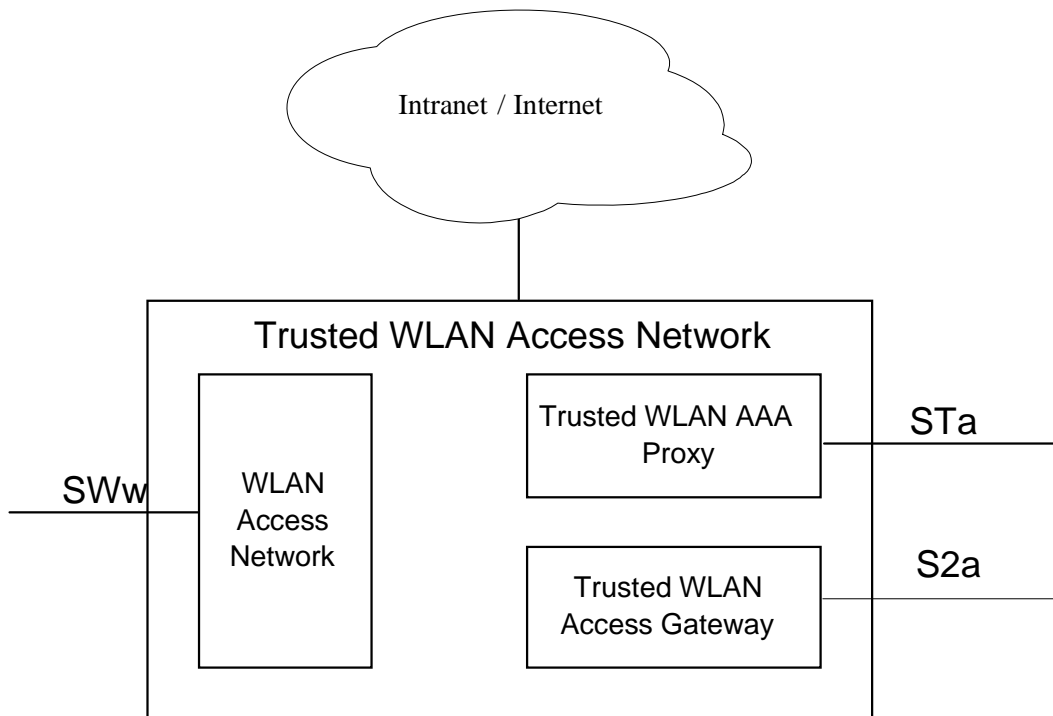 Intranet / Internet
Trusted WLAN Access Network
Trusted WLAN AAA
Proxy
STa
SWw
WLAN
Access
Network
S2a
Trusted WLAN
Access Gateway